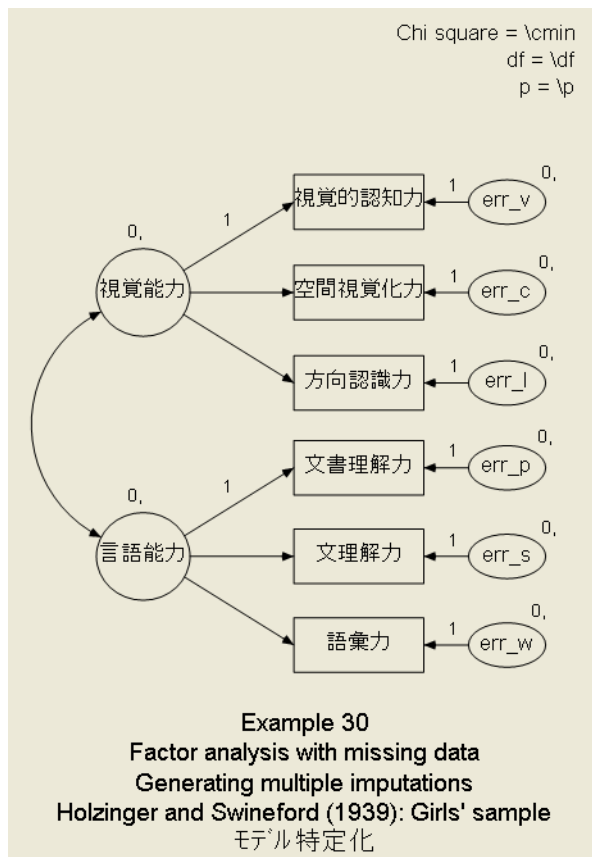 Chi square = \cmin
df = \df
p = \p
0,
視覚的認知力
1
err_v
0,
1
視覚能力
0,
空間視覚化力
1
err_c
0,
方向認識力
1
err_l
0,
文書理解力
1
err_p
0,
1
言語能力
0,
文理解力
1
err_s
0,
語彙力
1
err_w
Example 30
Factor analysis with missing data
Generating multiple imputations
Holzinger and Swineford (1939): Girls' sample
モデル特定化